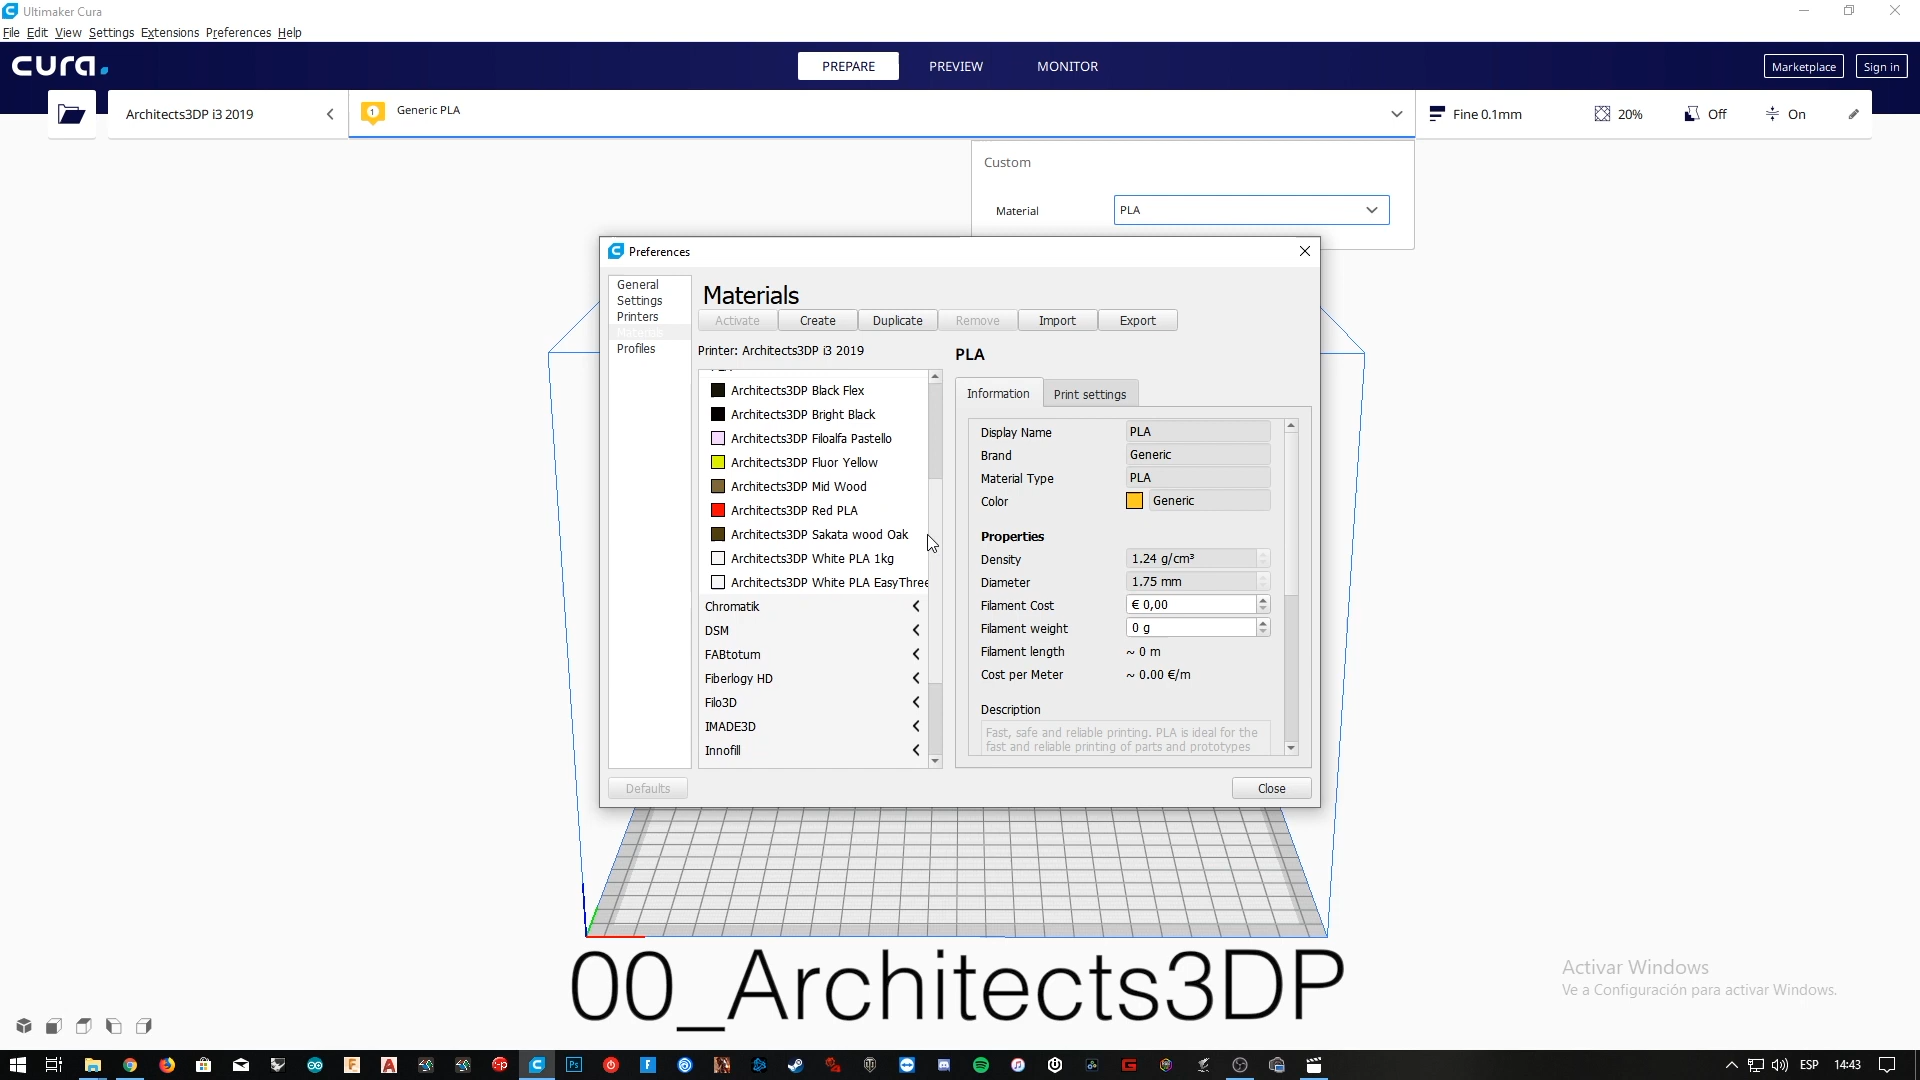 Ultimaker Cura
File Edit View Settings Extensions Preferences Help
cura.
PREPARE PREVIEW MONITOR
Marketplace Sign in
Architects3DP i3 2019
1 Generic PLA
Fine 0.1mm 20% Off On
Custom
Material PLA
Preferences
General
Settings
Printers
Materials
Profiles
Materials
Activate Create Duplicate Remove Import Export
Printer: Architects3DP i3 2019
PLA
Architects3DP Black Flex
Architects3DP Bright Black
Architects3DP Filoalfa Pastello
Architects3DP Fluor Yellow
Architects3DP Mid Wood
Architects3DP Red PLA
Architects3DP Sakata wood Oak
Architects3DP White PLA 1kg
Architects3DP White PLA EasyThree
Chromatik
DSM
FABtotum
Fiberlogy HD
Filo3D
IMADE3D
Innofill
PLA
Information Print settings
Display Name PLA
Brand Generic
Material Type PLA
Color Generic
Properties
Density 1.24 g/cm³
Diameter 1.75 mm
Filament Cost € 0,00
Filament weight 0 g
Filament length ~ 0 m
Cost per Meter ~ 0.00 €/m
Description
Fast, safe and reliable printing. PLA is ideal for the
fast and reliable printing of parts and prototypes
Defaults Close
00_Architects3DP
Activar Windows
Ve a Configuración para activar Windows.
ESP 14:43